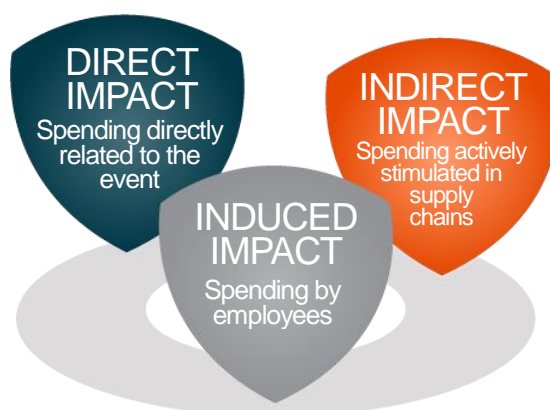 DIRECT
IMPACT
Spending directly
related to the
event
INDIRECT
IMPACT
Spending actively
stimulated in
supply
chains
INDUCED
IMPACT
Spending by
employees